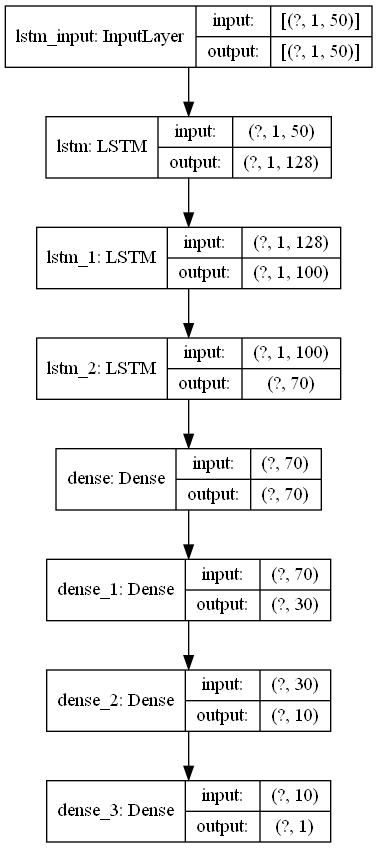 lstm_input: InputLayer
input:
[(?, 1, 50)]
output:
[(?, 1, 50)]
lstm: LSTM
input:
(?, 1, 50)
output:
(?, 1, 128)
lstm_1: LSTM
input:
(?, 1, 128)
output:
(?, 1, 100)
lstm_2: LSTM
input:
(?, 1, 100)
output:
(?, 70)
dense: Dense
input:
(?, 70)
output:
(?, 70)
dense_1: Dense
input:
(?, 70)
output:
(?, 30)
dense_2: Dense
input:
(?, 30)
output:
(?, 10)
dense_3: Dense
input:
(?, 10)
output:
(?, 1)